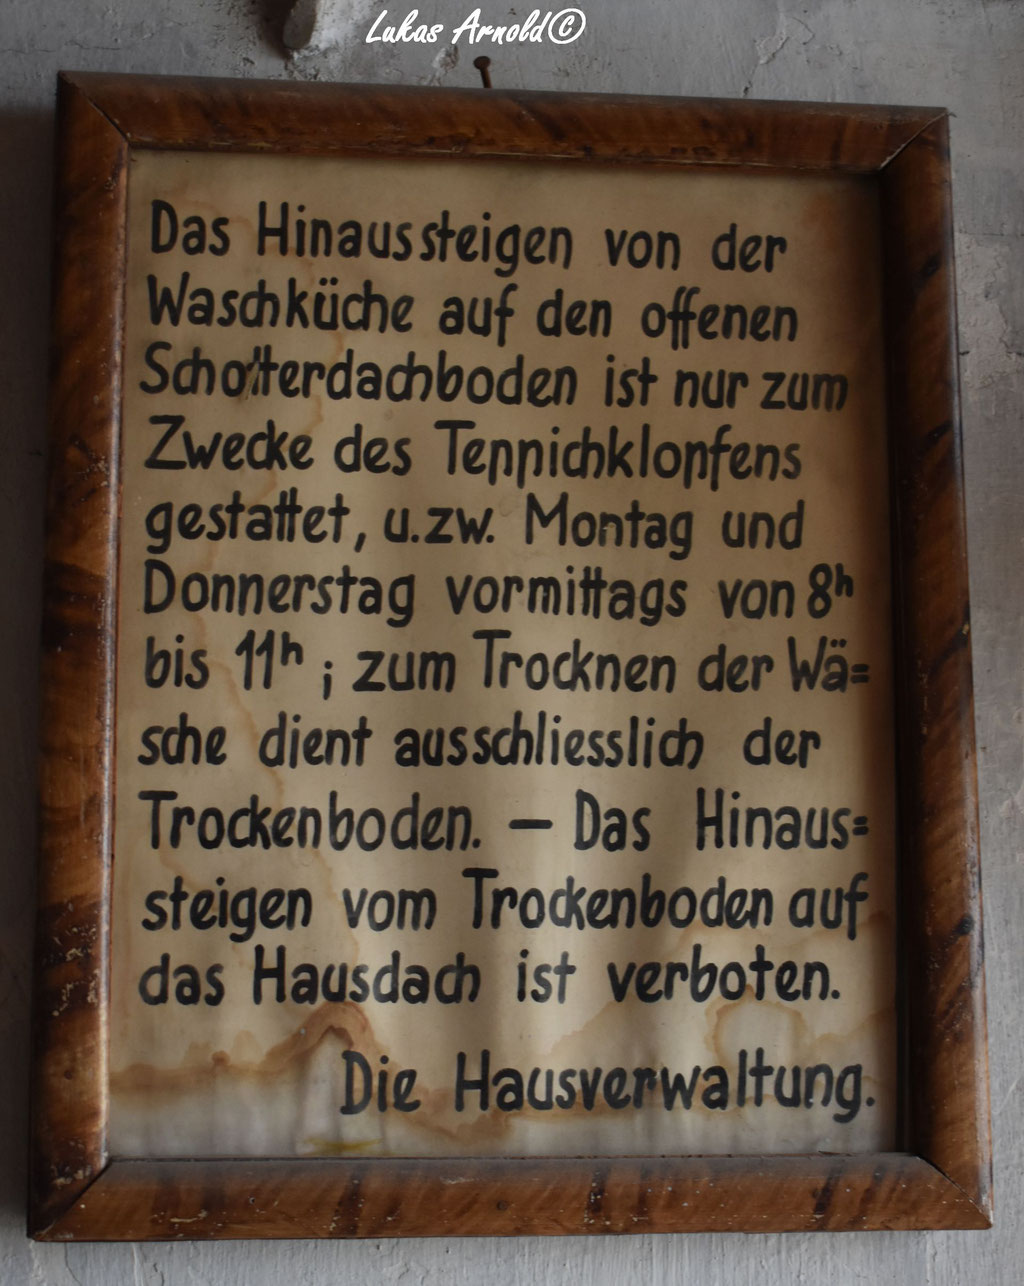 Lukas Arnold©
Das Hinaussteigen von der
Waschküche auf den offenen
Schotterdachboden ist nur zum
Zwecke des Teppichklopfens
gestattet, u.zw. Montag und
Donnerstag vormittags von 8h
bis 11h ; zum Trocknen der Wä=
sche dient ausschliesslich der
Trockenboden. — Das Hinaus=
steigen vom Trockenboden auf
das Hausdach ist verboten.
Die Hausverwaltung.